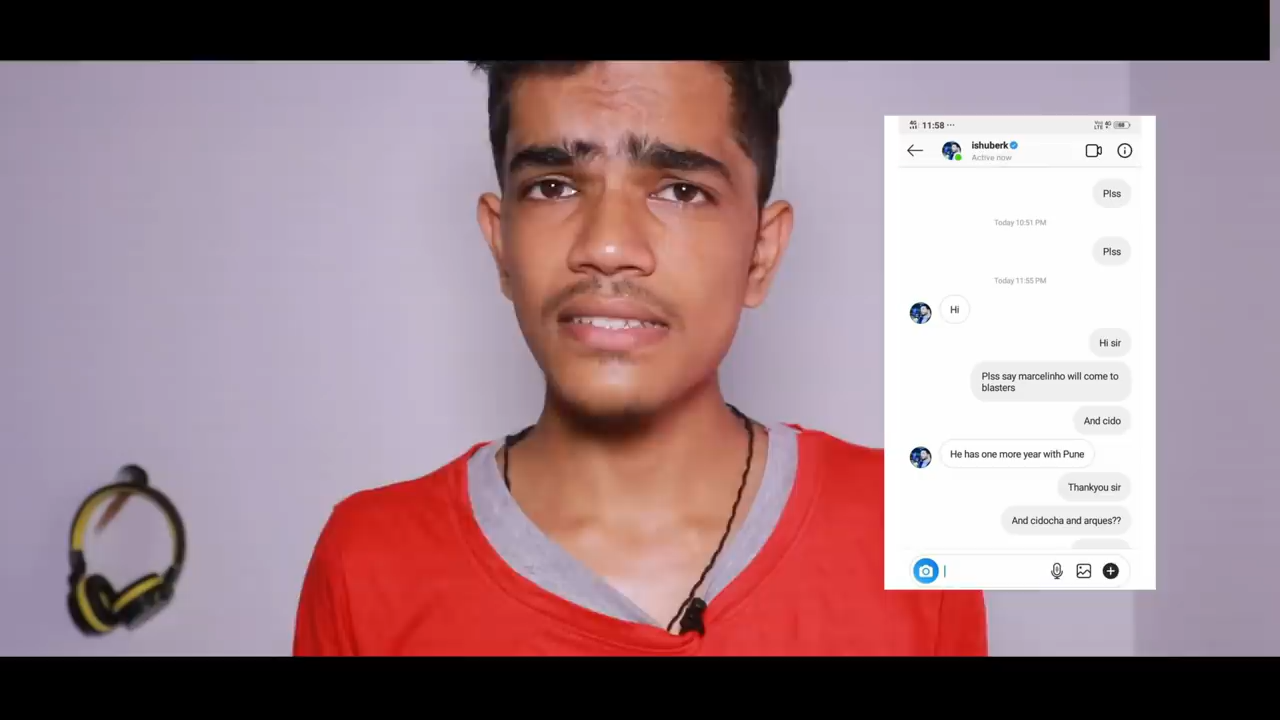 11:58 ...
ishuberk
Active now
Plss
Today 10:51 PM
Plss
Today 11:55 PM
Hi
Hi sir
Plss say marcelinho will come to
blasters
And cido
He has one more year with Pune
Thankyou sir
And cidocha and arques??